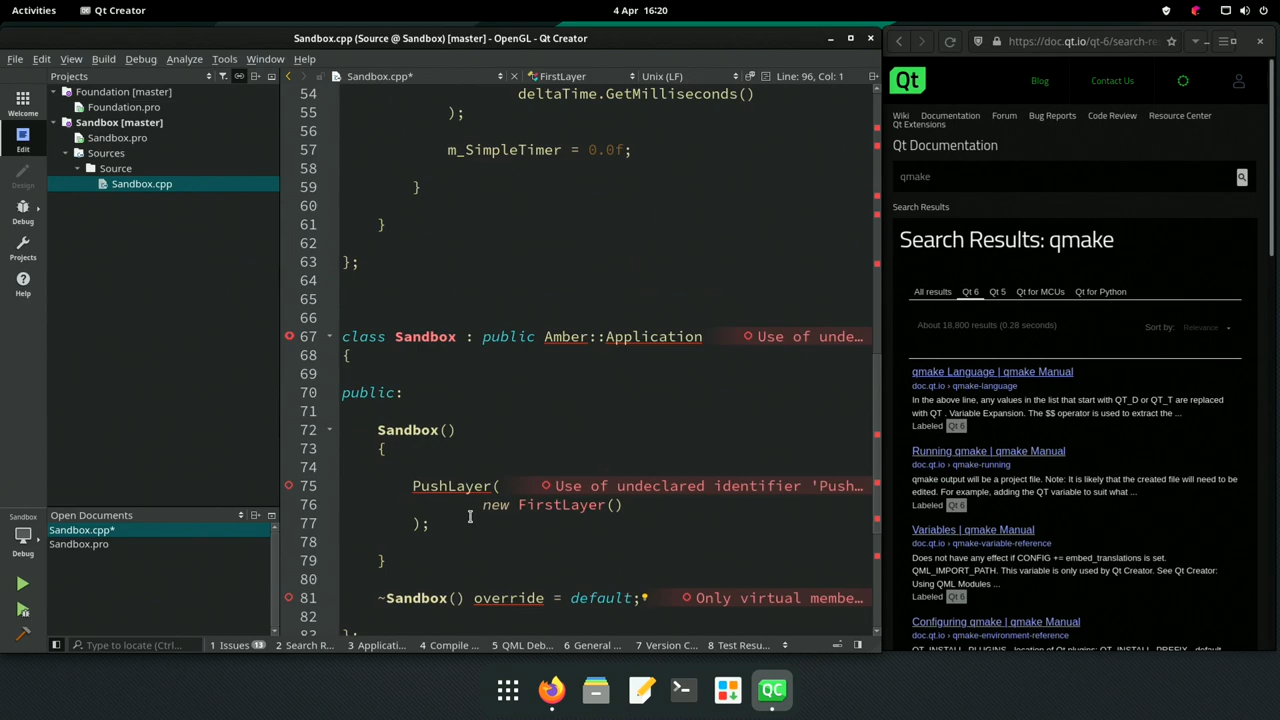 Activities
Qt Creator
4 Apr 16:20
Sandbox.cpp (Source @ Sandbox) [master] - OpenGL - Qt Creator
File Edit View Build Debug Analyze Tools Window Help
Projects
Sandbox.cpp*
FirstLayer
Unix (LF)
Line: 96, Col: 1
Welcome
Edit
Design
Debug
Projects
Help
Sandbox
Debug
Foundation [master]
Foundation.pro
Sandbox [master]
Sandbox.pro
Sources
Source
Sandbox.cpp
Open Documents
Sandbox.cpp*
Sandbox.pro
54 deltaTime.GetMilliseconds()
55 );
56
57 m_SimpleTimer = 0.0f;
58
59 }
60
61 }
62
63 };
64
65
66
67 class Sandbox : public Amber::Application Use of unde...
68 {
69
70 public:
71
72 Sandbox()
73 {
74
75 PushLayer( Use of undeclared identifier 'Push...
76 new FirstLayer()
77 );
78
79 }
80
81 ~Sandbox() override = default; Only virtual membe...
82
83 };
Type to locate (Ctrl...
1 Issues 13
2 Search R...
3 Applicati...
4 Compile ...
5 QML Deb...
6 General ...
7 Version C...
8 Test Resu...
https://doc.qt.io/qt-6/search-re
Qt
Blog
Contact Us
Wiki Documentation Forum Bug Reports Code Review Resource Center
Qt Extensions
Qt Documentation
qmake
Search Results
Search Results: qmake
All results Qt 6 Qt 5 Qt for MCUs Qt for Python
About 18,800 results (0.28 seconds)
Sort by: Relevance
qmake Language | qmake Manual
doc.qt.io › qmake-language
In the above line, any values in the list that start with QT_D or QT_T are replaced
with QT . Variable Expansion. The $$ operator is used to extract the ...
Labeled Qt 6
Running qmake | qmake Manual
doc.qt.io › qmake-running
qmake output will be a project file. Note: It is likely that the created file will need to be
edited. For example, adding the QT variable to suit what ...
Labeled Qt 6
Variables | qmake Manual
doc.qt.io › qmake-variable-reference
Does not have any effect if CONFIG += embed_translations is set.
QML_IMPORT_PATH. This variable is only used by Qt Creator. See Qt Creator:
Using QML Modules ...
Labeled Qt 6
Configuring qmake | qmake Manual
doc.qt.io › qmake-environment-reference
QT_INSTALL_PLUGINS - location of Qt plugins; QT_INSTALL_PREFIX - default
QC